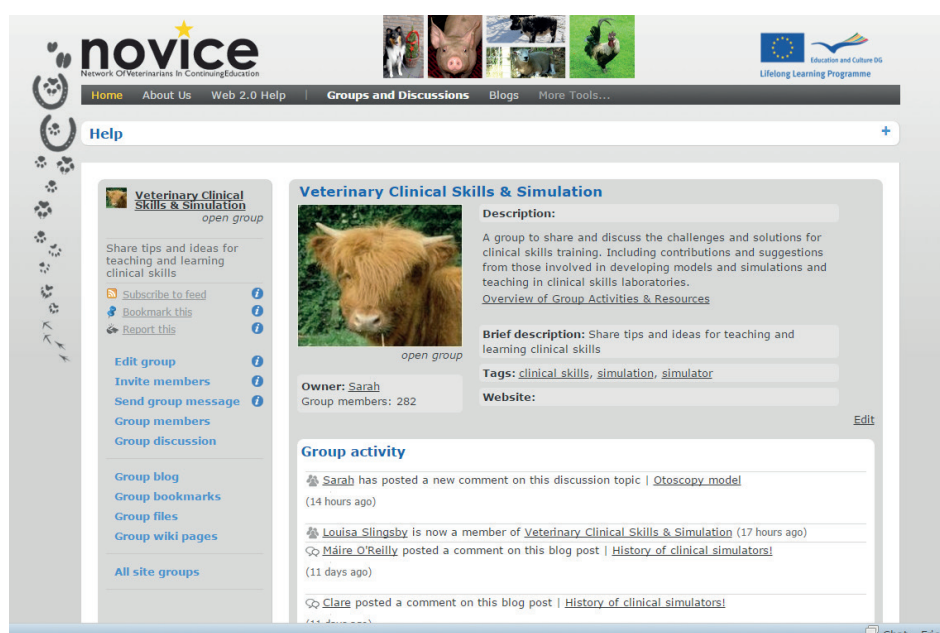 novice
Network Of Veterinarians In Continuing Education
Education and Culture DG
Lifelong Learning Programme
Home About Us Web 2.0 Help | Groups and Discussions Blogs More Tools...
Help +
Veterinary Clinical
Skills & Simulation
open group
Share tips and ideas for
teaching and learning
clinical skills
Subscribe to feed i
Bookmark this i
Report this i
Edit group i
Invite members i
Send group message i
Group members
Group discussion
Group blog
Group bookmarks
Group files
Group wiki pages
All site groups
Veterinary Clinical Skills & Simulation
open group
Owner: Sarah
Group members: 282
Description:
A group to share and discuss the challenges and solutions for
clinical skills training. Including contributions and suggestions
from those involved in developing models and simulations and
teaching in clinical skills laboratories.
Overview of Group Activities & Resources
Brief description: Share tips and ideas for teaching and
learning clinical skills
Tags: clinical skills, simulation, simulator
Website:
Edit
Group activity
Sarah has posted a new comment on this discussion topic | Otoscopy model
(14 hours ago)
Louisa Slingsby is now a member of Veterinary Clinical Skills & Simulation (17 hours ago)
Máire O'Reilly posted a comment on this blog post | History of clinical simulators!
(11 days ago)
Clare posted a comment on this blog post | History of clinical simulators!